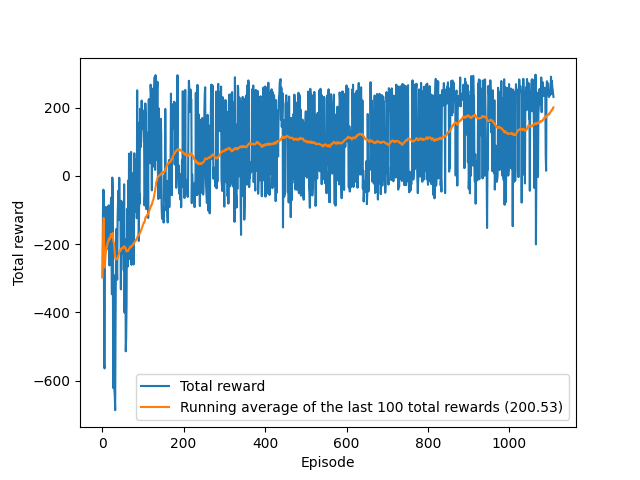 200
0
−200
−400
−600
Total reward
Total reward
Running average of the last 100 total rewards (200.53)
0
200
400
600
800
1000
Episode